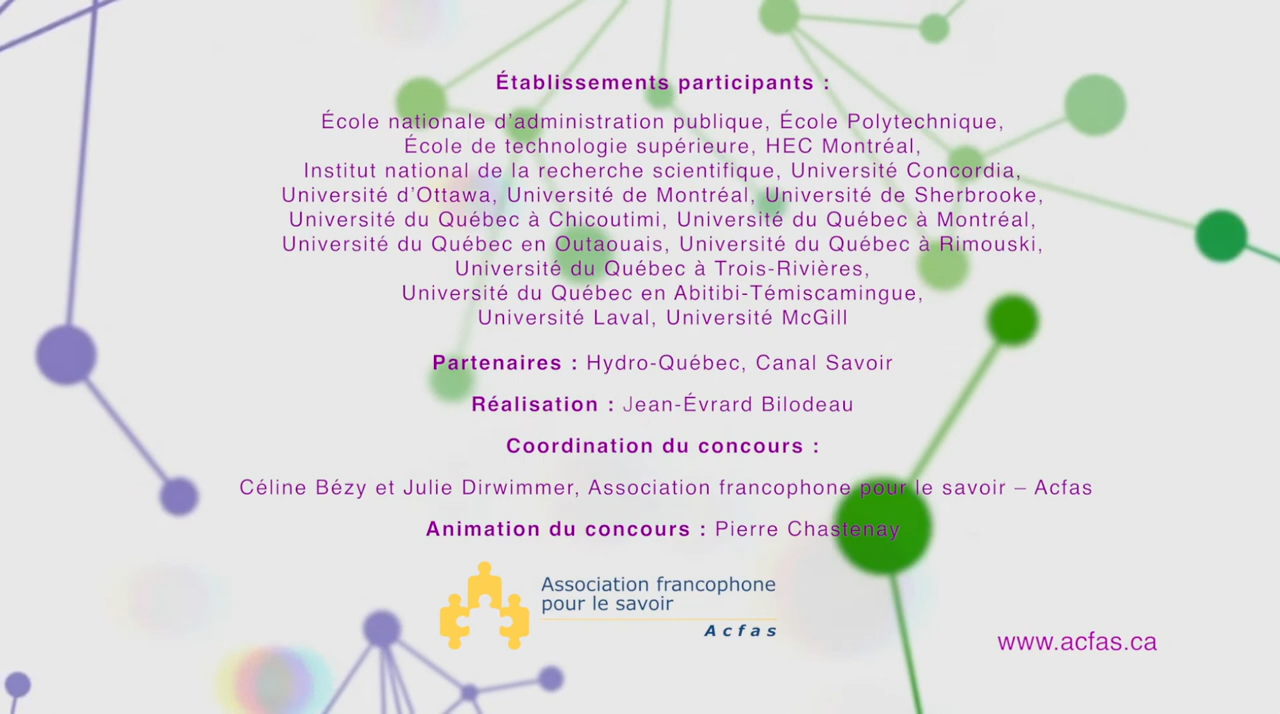 Établissements participants :
École nationale d’administration publique, École Polytechnique,
École de technologie supérieure, HEC Montréal,
Institut national de la recherche scientifique, Université Concordia,
Université d’Ottawa, Université de Montréal, Université de Sherbrooke,
Université du Québec à Chicoutimi, Université du Québec à Montréal,
Université du Québec en Outaouais, Université du Québec à Rimouski,
Université du Québec à Trois-Rivières,
Université du Québec en Abitibi-Témiscamingue,
Université Laval, Université McGill
Partenaires : Hydro-Québec, Canal Savoir
Réalisation : Jean-Évrard Bilodeau
Coordination du concours :
Céline Bézy et Julie Dirwimmer, Association francophone pour le savoir – Acfas
Animation du concours : Pierre Chastenay
Association francophone
pour le savoir
Acfas
www.acfas.ca